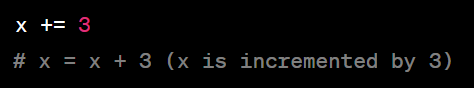 x += 3
# x = x + 3 (x is incremented by 3)